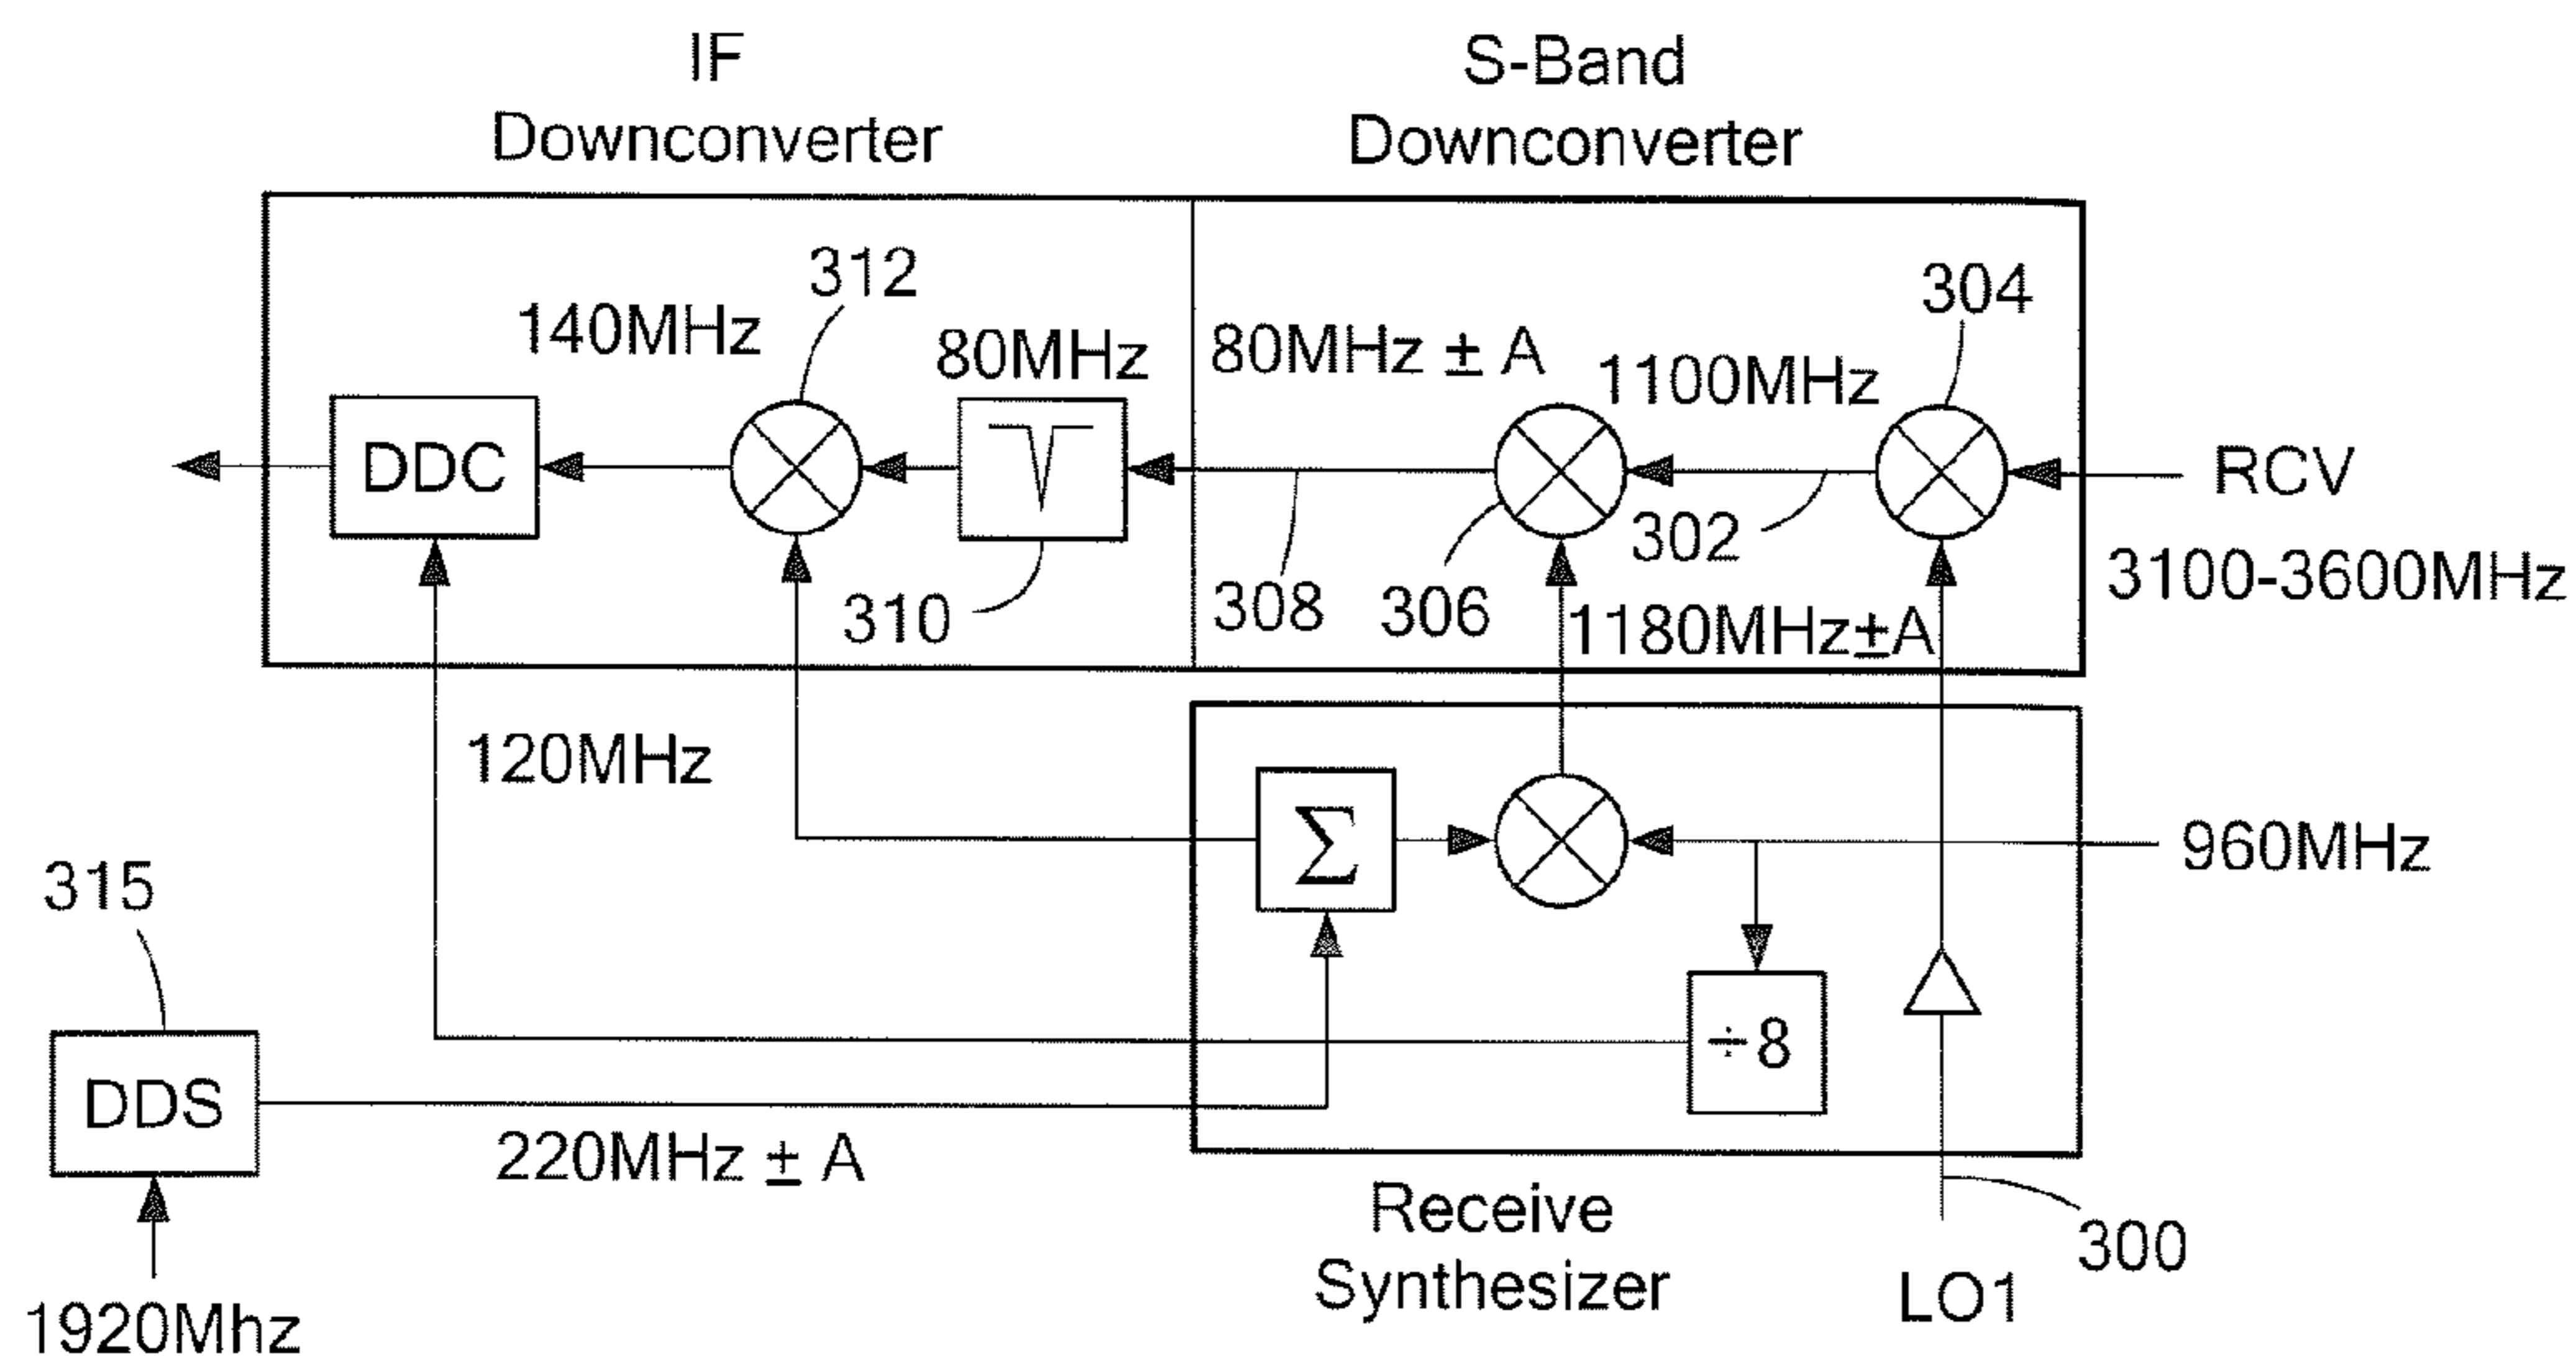 IF
Downconverter
S-Band
Downconverter
312
304
140MHz
80MHz
80MHz ± A
1100MHz
DDC
RCV
302
3100-3600MHz
310
308
306
1180MHz±A
120MHz
Σ
960MHz
315
÷8
DDS
220MHz ± A
Receive
Synthesizer
300
LO1
1920Mhz